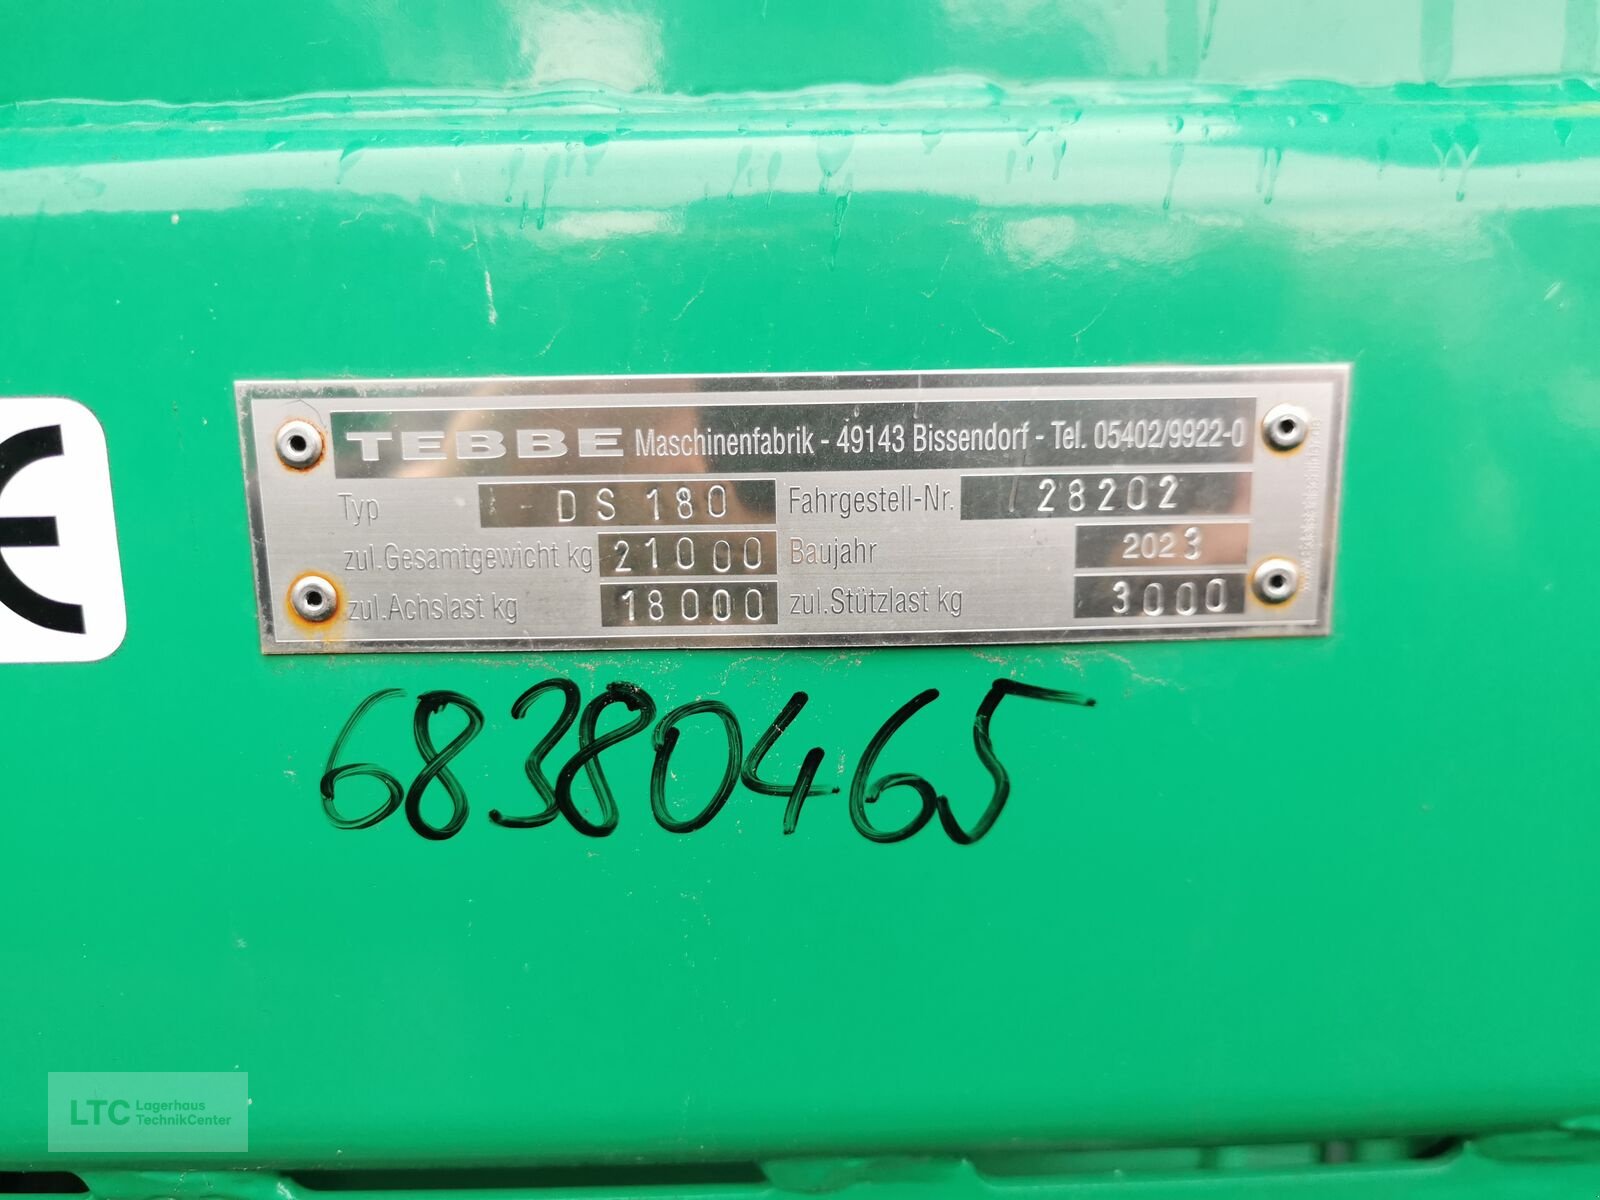 TEBBE Maschinenfabrik - 49143 Bissendorf - Tel. 05402/9922-0
Typ DS 180 Fahrgestell-Nr. 28202
zul.Gesamtgewicht kg 21000 Baujahr 2023
zul.Achslast kg 18000 zul.Stützlast kg 3000
68380465
CE
LTC Lagerhaus
TechnikCenter